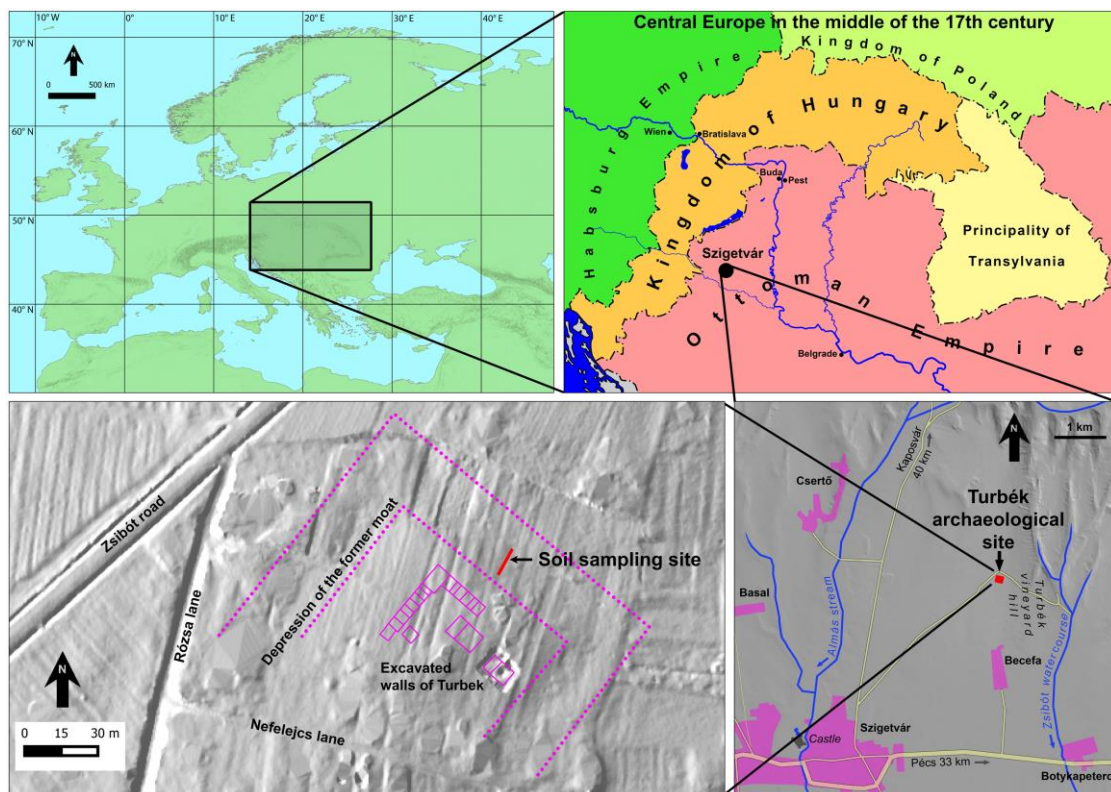 10° W
0°
10° E
20° E
30° E
40° E
70° N
N
0
500 km
60° N
50° N
40° N
Central Europe in the middle of the 17th century
Kingdom of Poland
Habsburg Empire
Kingdom of Hungary
Wien
Bratislava
Buda
Pest
Principality of
Transylvania
Szigetvár
Ottoman Empire
Belgrade
Zsibót road
Rózsa lane
Depression of the former moat
Soil sampling site
Excavated
walls of Turbek
Nefelejcs lane
N
0 15 30 m
N
1 km
Kaposvár
40 km
Csertő
Turbék
archaeological
site
Basal
Almás stream
Turbék
vineyard
hill
Becefa
Zsibót watercourse
Castle
Szigetvár
Pécs 33 km
Botykapeterd